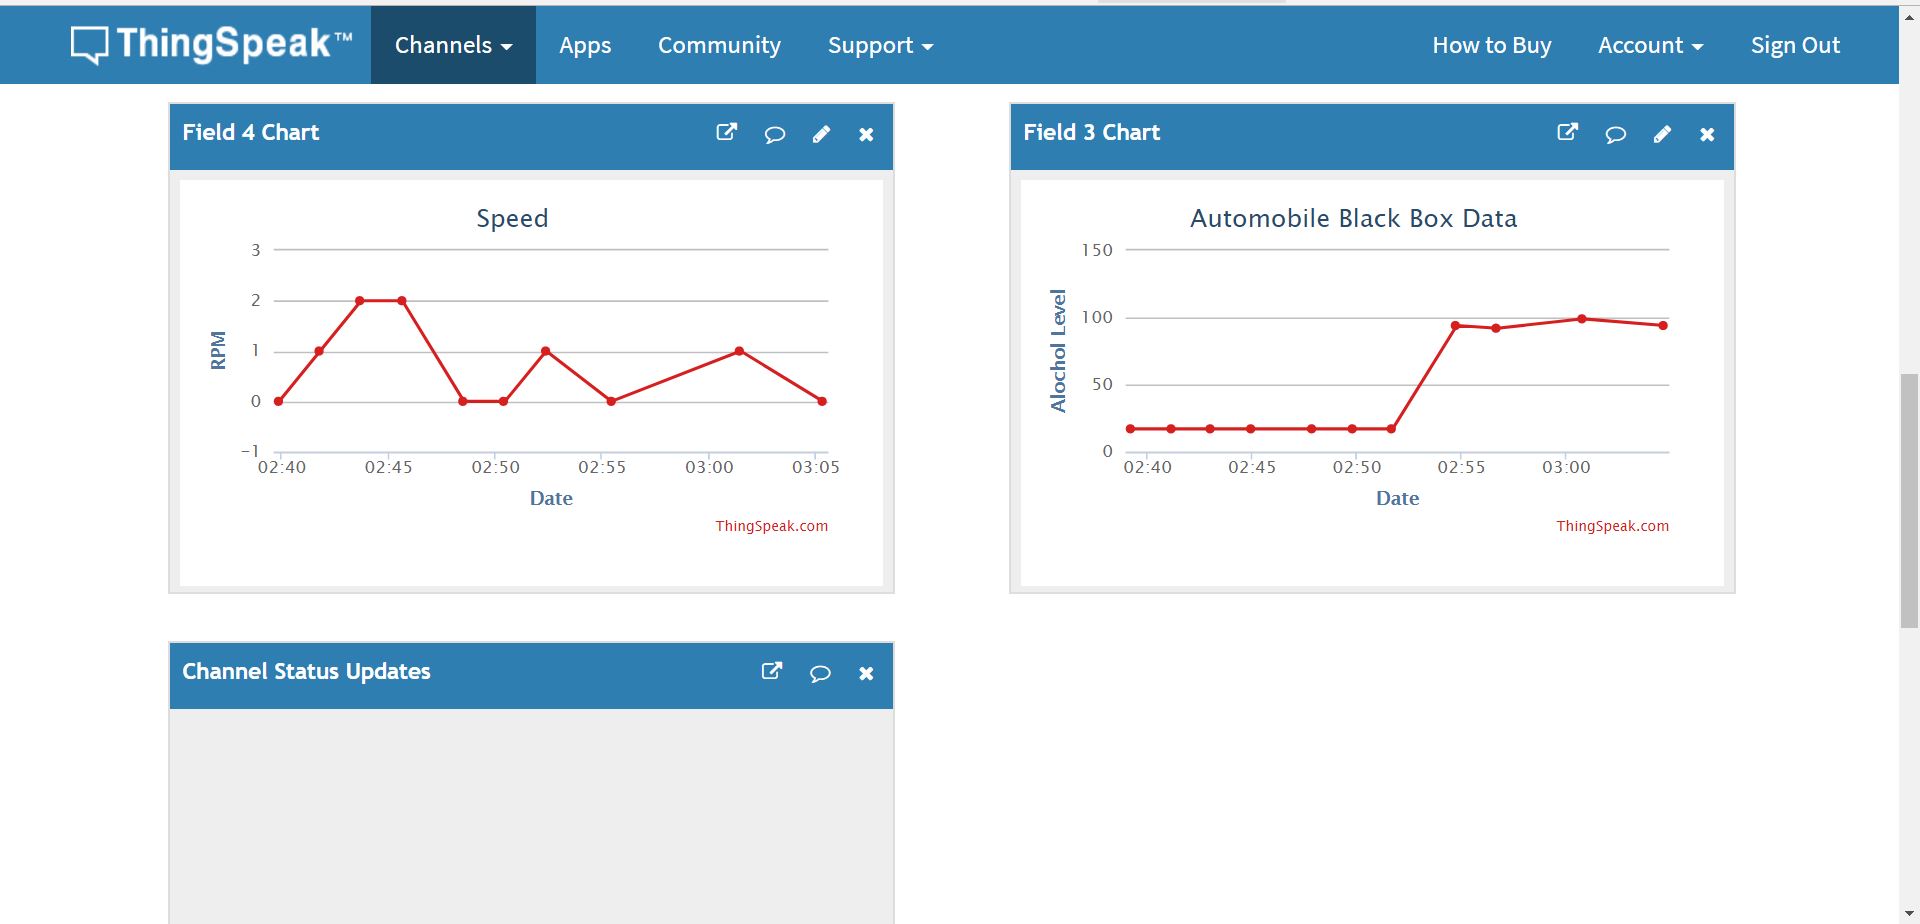 ThingSpeak™ Channels Apps Community Support How to Buy Account Sign Out
Field 4 Chart
Speed
3
2
1
0
-1
RPM
02:40 02:45 02:50 02:55 03:00 03:05
Date
ThingSpeak.com
Field 3 Chart
Automobile Black Box Data
150
100
50
0
Alochol Level
02:40 02:45 02:50 02:55 03:00
Date
ThingSpeak.com
Channel Status Updates